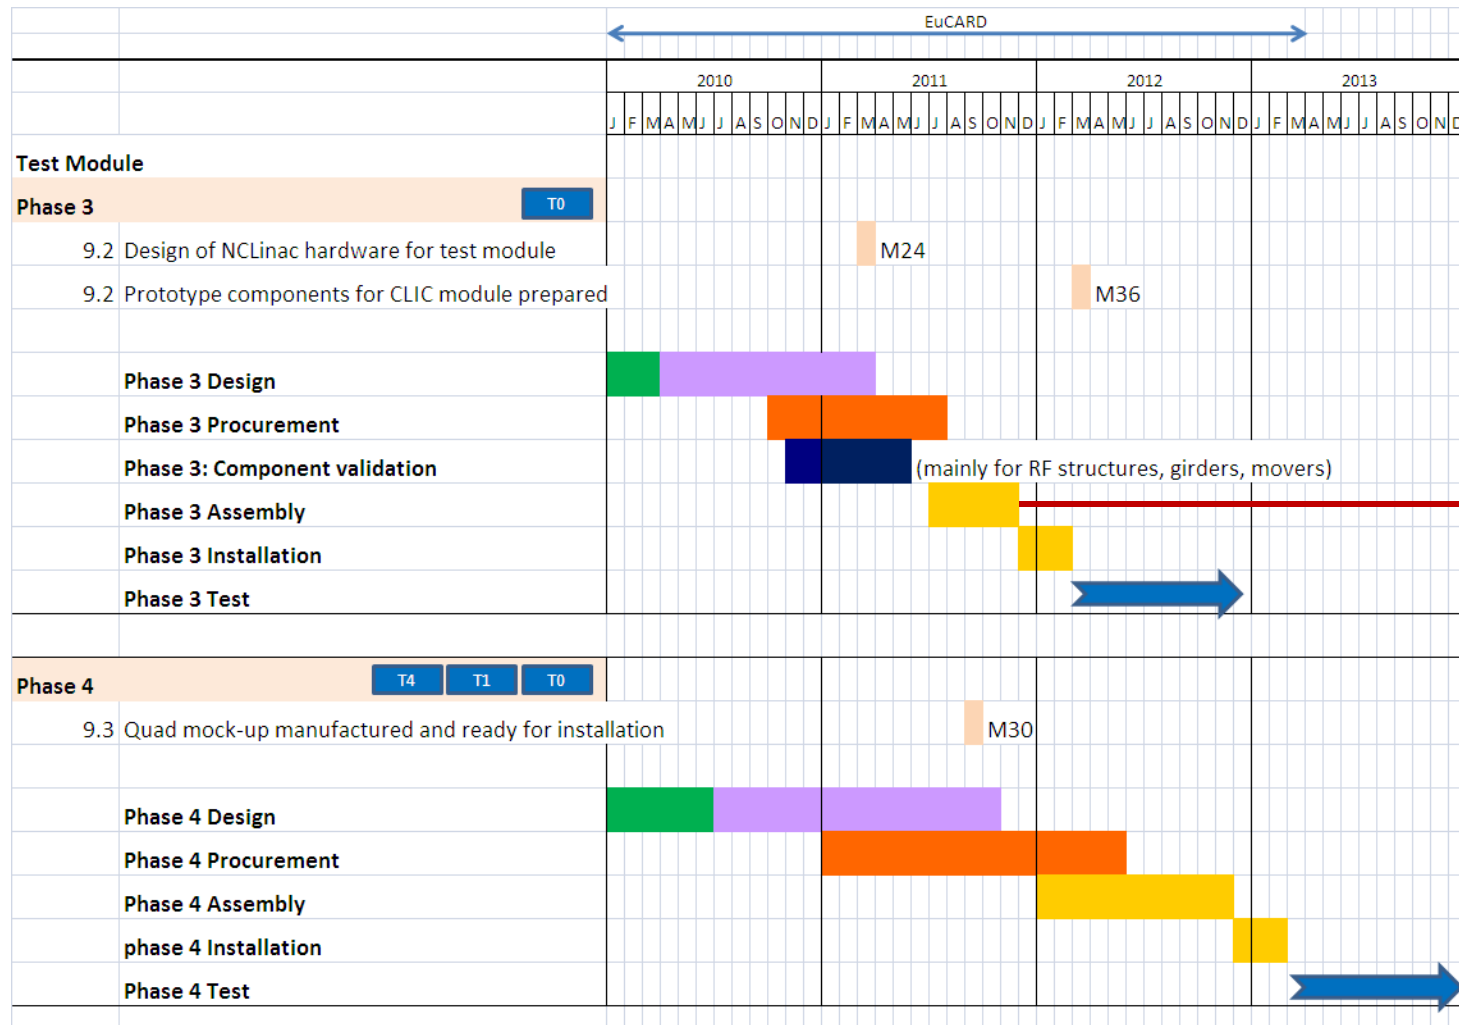 EuCARD
2010 2011 2012 2013
J F M A M J J A S O N D J F M A M J J A S O N D J F M A M J J A S O N D J F M A M J J A S O N D
Test Module
Phase 3 T0
9.2 Design of NCLinac hardware for test module M24
9.2 Prototype components for CLIC module prepared M36
Phase 3 Design
Phase 3 Procurement
Phase 3: Component validation (mainly for RF structures, girders, movers)
Phase 3 Assembly
Phase 3 Installation
Phase 3 Test
Phase 4 T4 T1 T0
9.3 Quad mock-up manufactured and ready for installation M30
Phase 4 Design
Phase 4 Procurement
Phase 4 Assembly
phase 4 Installation
Phase 4 Test